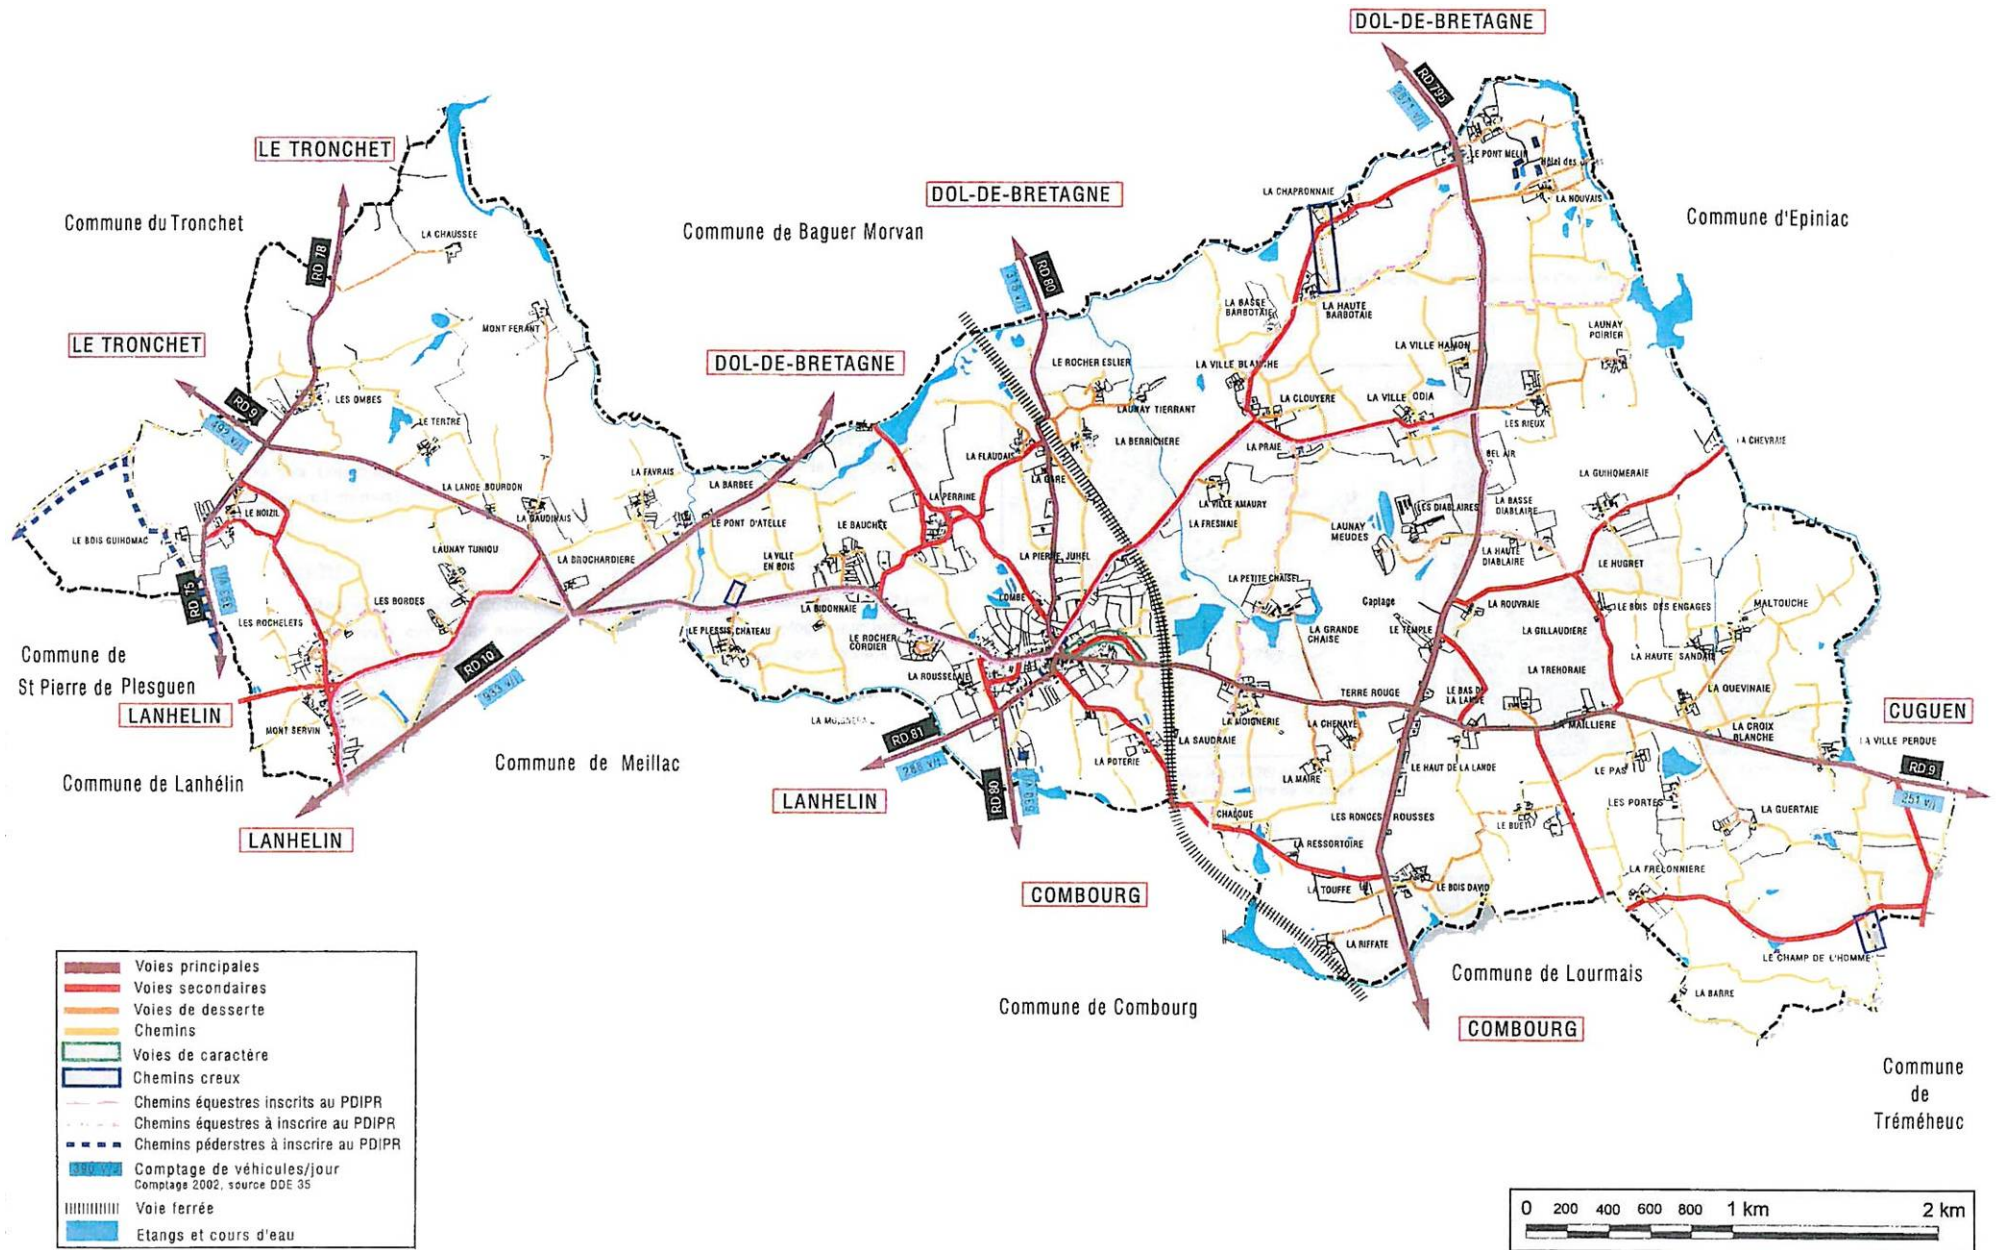 DOL-DE-BRETAGNE
RD 795
2871 v/j
LE PONT MELIN
LA NOUVAIS
LE TRONCHET
Commune du Tronchet
RD 78
LA CHAUSSEE
DOL-DE-BRETAGNE
Commune de Baguer Morvan
RD 80
LA CHAPRONNAIE
Commune d'Epiniac
MONT FERANT
LE TRONCHET
RD 9
492 v/j
LES OMBES
LE TERTRE
DOL-DE-BRETAGNE
LE ROCHER ESLIER
LAUNAY TIERRANT
LA BERRICHERE
LA BASSE
BARBOTAIE
LA HAUTE
BARBOTAIE
LAUNAY
POIRIER
LA VILLE HAMON
LA VILLE BLANCHE
LA CLOUYERE
LA VILLE ODIA
LES RIEUX
LA PRAIE
BEL AIR
LA CHEVRAIE
LA GUIHOMERAIE
LA FLAUDAIS
LA GARE
LA FAVRAIS
LA BARBEE
LA LANDE BOURDON
LA GAUDINAIS
LE PONT D'ATELLE
LE BAUCHEE
LA PERRINE
LA VILLE AMAURY
LA FRESNAIE
LAUNAY
MEUDES
LES DIABLAIRES
LA BASSE
DIABLAIRE
LA HAUTE
DIABLAIRE
LE HUGRET
LE NOIZIL
LE BOIS GUIHOMAC
LAUNAY TUNIOU
LA BROCHARDIERE
LA VILLE
EN BOIS
LA BIDONNAIE
LA PIERRE JUHEL
LOMBE
LA PETITE CHAISE
LA GRANDE
CHAISE
Captage
LE TEMPLE
LA ROUVRAIE
LA GILLAUDIERE
LE BOIS DES ENGAGES
MALTOUCHE
RD 75
LES BORDES
LES ROCHELETS
LE PLESSIS CHATEAU
LE ROCHER
CORDIER
LA ROUSSELAIE
LA HAUTE SANDAIE
LA TREHORAIE
LA QUEVINAIE
Commune de
St Pierre de Plesguen
LANHELIN
RD 10
933 v/j
MONT SERVIN
Commune de Lanhélin
Commune de Meillac
LANHELIN
RD 81
288 v/j
LANHELIN
RD 80
COMBOURG
TERRE ROUGE
LA MOIGNERIE
LA CHENAYE
LA SAUDRAIE
LA POTERIE
LA MAIRE
LE HAUT DE LA LANDE
LA MAILLIERE
LA CROIX
BLANCHE
LA VILLE PERDUE
CUGUEN
RD 9
251 v/j
LE PAS
LES PORTES
LA GUERTAIE
LES RONCES ROUSSES
LA RESSORTOIRE
LA TOUFFE
LE BOIS DAVID
LA RIFFATE
LA FRELONNIERE
LE CHAMP DE L'HOMME
LA BARRE
Commune de Lourmais
Commune de Combourg
COMBOURG
Commune
de
Tréméheuc
Voies principales
Voies secondaires
Voies de desserte
Chemins
Voies de caractère
Chemins creux
Chemins équestres inscrits au PDIPR
Chemins équestres à inscrire au PDIPR
Chemins péderstres à inscrire au PDIPR
Comptage de véhicules/jour
Comptage 2002, source DDE 35
Voie ferrée
Etangs et cours d'eau
0 200 400 600 800 1 km 2 km